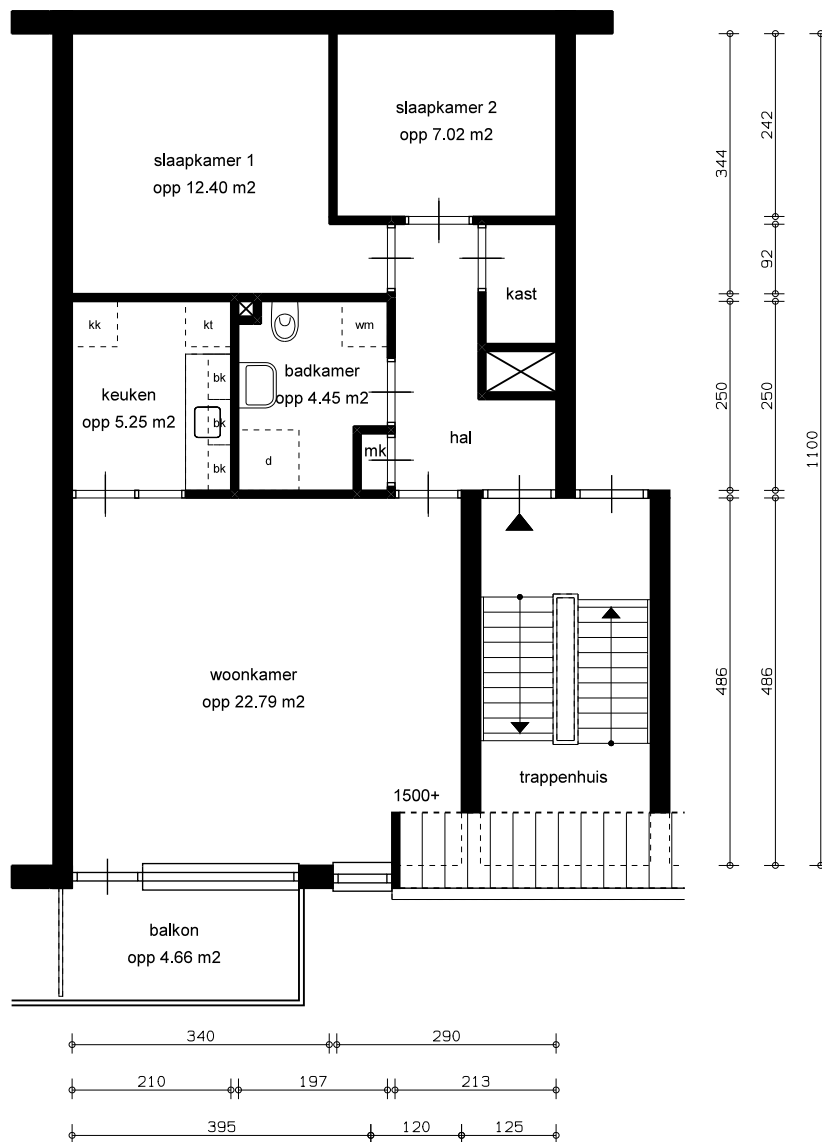 slaapkamer 2
opp 7.02 m2
slaapkamer 1
opp 12.40 m2
kast
kk
kt
wm
keuken
opp 5.25 m2
bk
bk
bk
badkamer
opp 4.45 m2
d
mk
hal
woonkamer
opp 22.79 m2
trappenhuis
1500+
balkon
opp 4.66 m2
344
242
92
250
250
1100
486
486
340
290
210
197
213
395
120
125